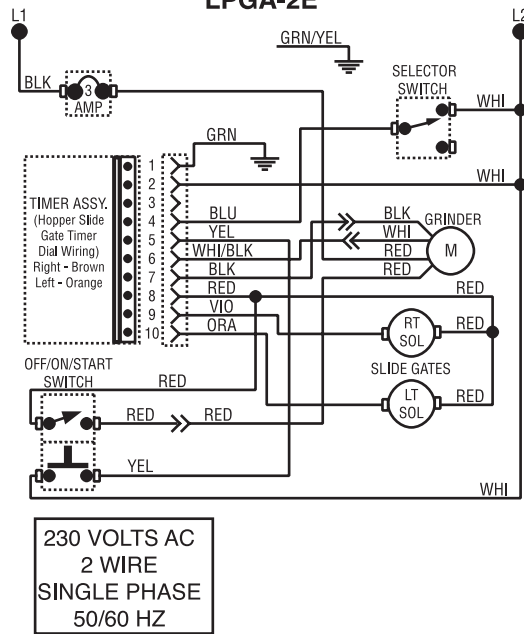 LPGA-2E
L1
L2
GRN/YEL
BLK
3
AMP
SELECTOR
SWITCH
WHI
GRN
TIMER ASSY.
(Hopper Slide
Gate Timer
Dial Wiring)
Right - Brown
Left - Orange
1
2
3
4
5
6
7
8
9
10
WHI
BLU
YEL
WHI/BLK
BLK
RED
VIO
ORA
BLK
WHI
RED
RED
GRINDER
M
RED
RT
SOL
RED
SLIDE GATES
LT
SOL
RED
OFF/ON/START
SWITCH
RED
RED
RED
YEL
WHI
230 VOLTS AC
2 WIRE
SINGLE PHASE
50/60 HZ